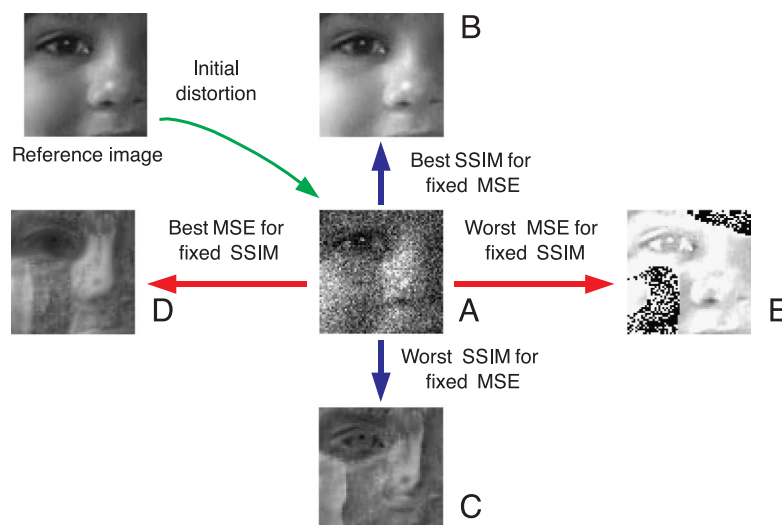 B
Initial
distortion
Reference image
Best SSIM for
fixed MSE
Best MSE for
fixed SSIM
Worst MSE for
fixed SSIM
D
A
E
Worst SSIM for
fixed MSE
C